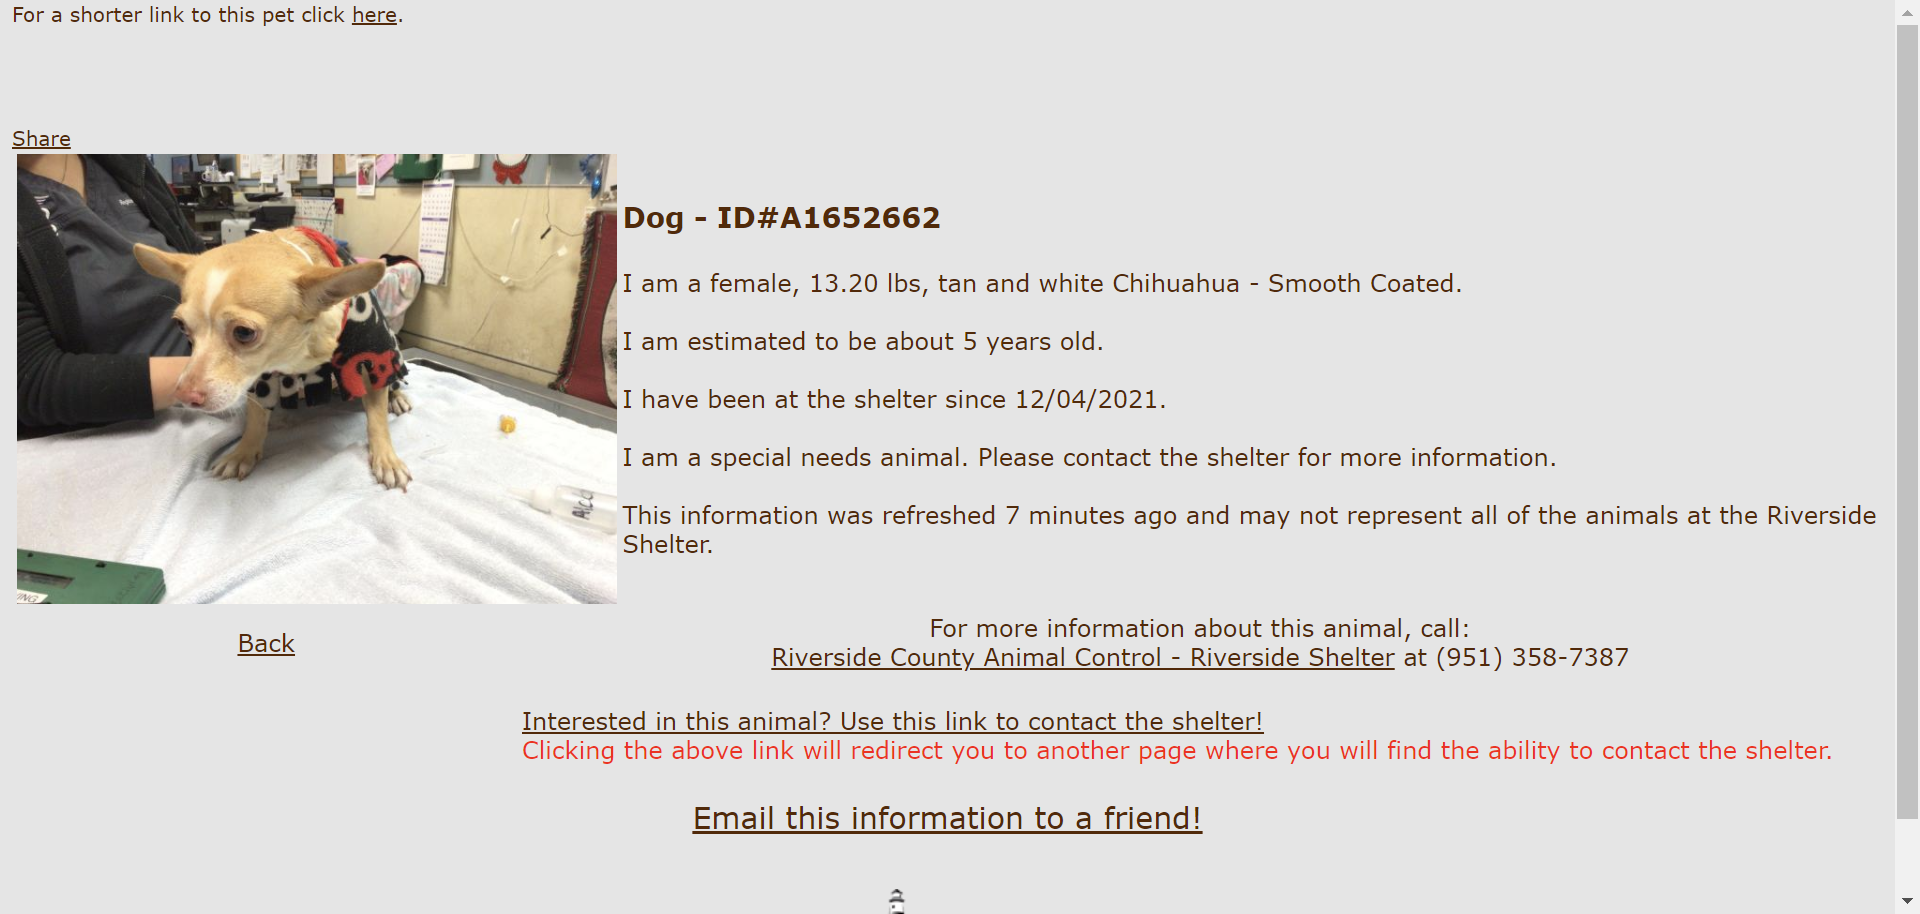 For a shorter link to this pet click here.
Share
Dog - ID#A1652662
I am a female, 13.20 lbs, tan and white Chihuahua - Smooth Coated.
I am estimated to be about 5 years old.
I have been at the shelter since 12/04/2021.
I am a special needs animal. Please contact the shelter for more information.
This information was refreshed 7 minutes ago and may not represent all of the animals at the Riverside
Shelter.
Back
For more information about this animal, call:
Riverside County Animal Control - Riverside Shelter at (951) 358-7387
Interested in this animal? Use this link to contact the shelter!
Clicking the above link will redirect you to another page where you will find the ability to contact the shelter.
Email this information to a friend!